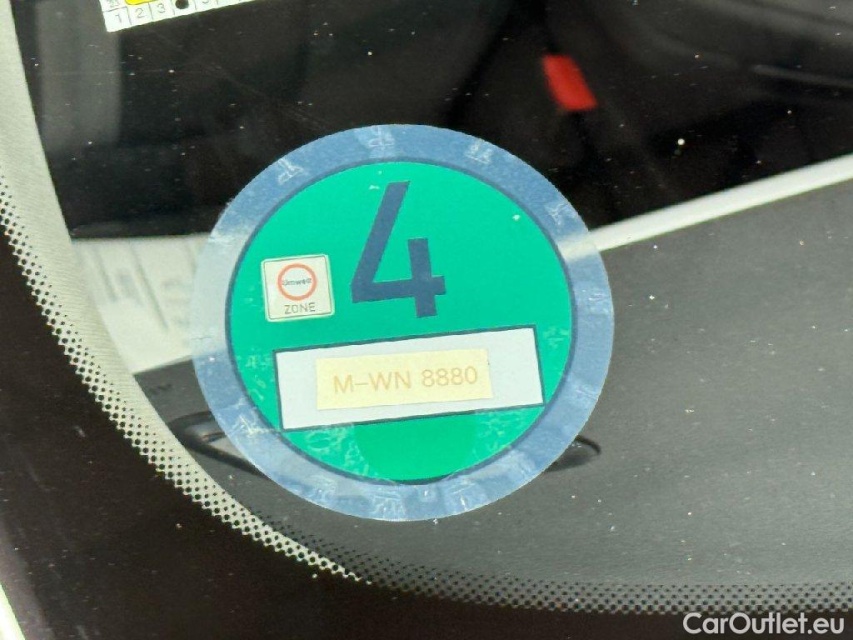 1 2 3
4
Umwelt
ZONE
M-WN 8880
CarOutlet.eu